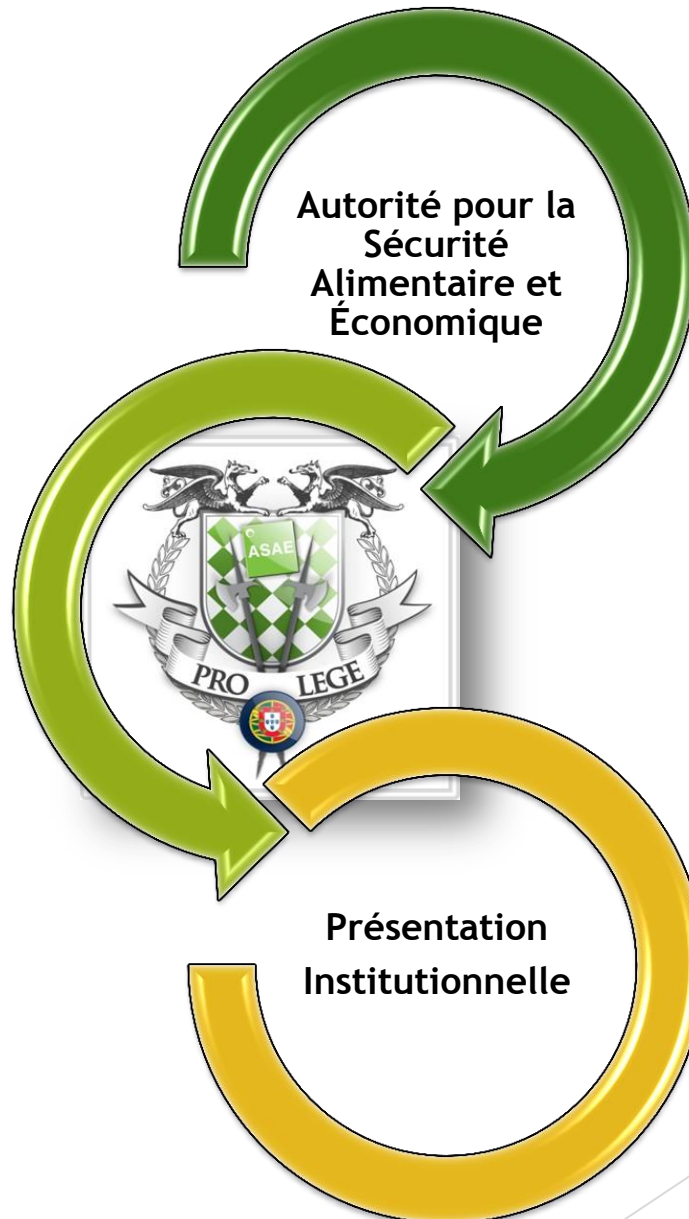 Autorité pour la
Sécurité
Alimentaire et
Économique
ASAE
PRO LEGE
Présentation
Institutionnelle